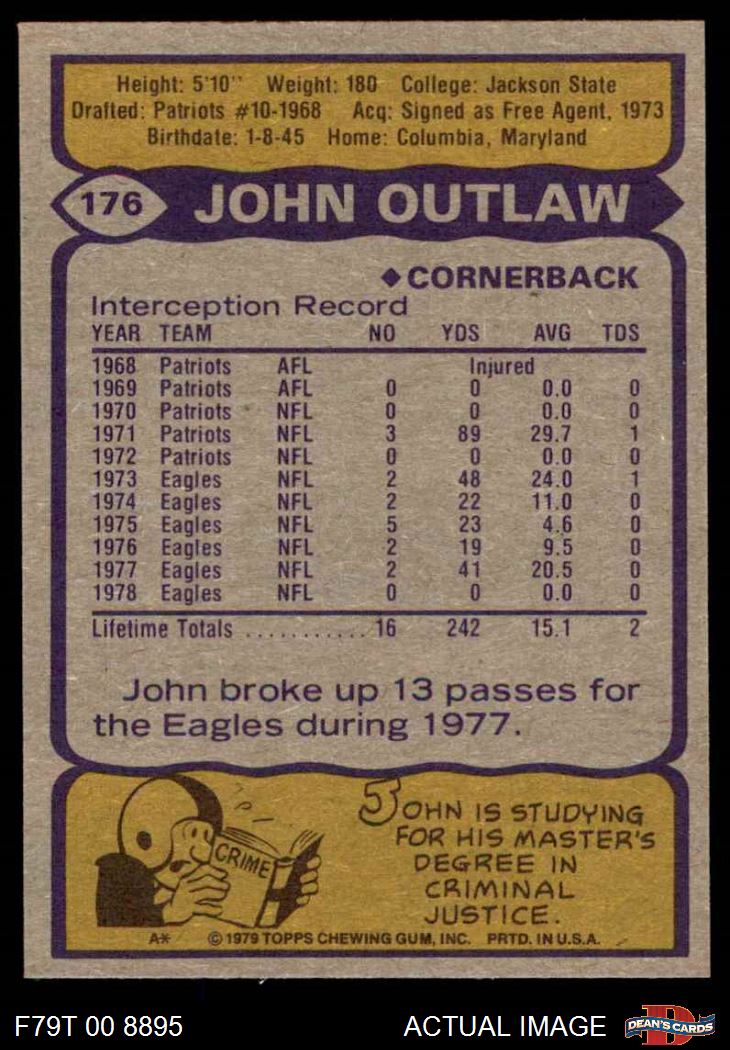 Height: 5'10" Weight: 180 College: Jackson State
Drafted: Patriots #10-1968 Acq: Signed as Free Agent, 1973
Birthdate: 1-8-45 Home: Columbia, Maryland
176 JOHN OUTLAW
◆CORNERBACK
Interception Record
YEAR TEAM NO YDS AVG TDS
1968 Patriots AFL Injured
1969 Patriots AFL 0 0 0.0 0
1970 Patriots NFL 0 0 0.0 0
1971 Patriots NFL 3 89 29.7 1
1972 Patriots NFL 0 0 0.0 0
1973 Eagles NFL 2 48 24.0 1
1974 Eagles NFL 2 22 11.0 0
1975 Eagles NFL 5 23 4.6 0
1976 Eagles NFL 2 19 9.5 0
1977 Eagles NFL 2 41 20.5 0
1978 Eagles NFL 0 0 0.0 0
Lifetime Totals ........... 16 242 15.1 2
John broke up 13 passes for
the Eagles during 1977.
CRIME
JOHN IS STUDYING
FOR HIS MASTER'S
DEGREE IN
CRIMINAL
JUSTICE.
A* © 1979 TOPPS CHEWING GUM, INC. PRTD. IN U.S.A.
F79T 00 8895 ACTUAL IMAGE D DEAN'S CARDS